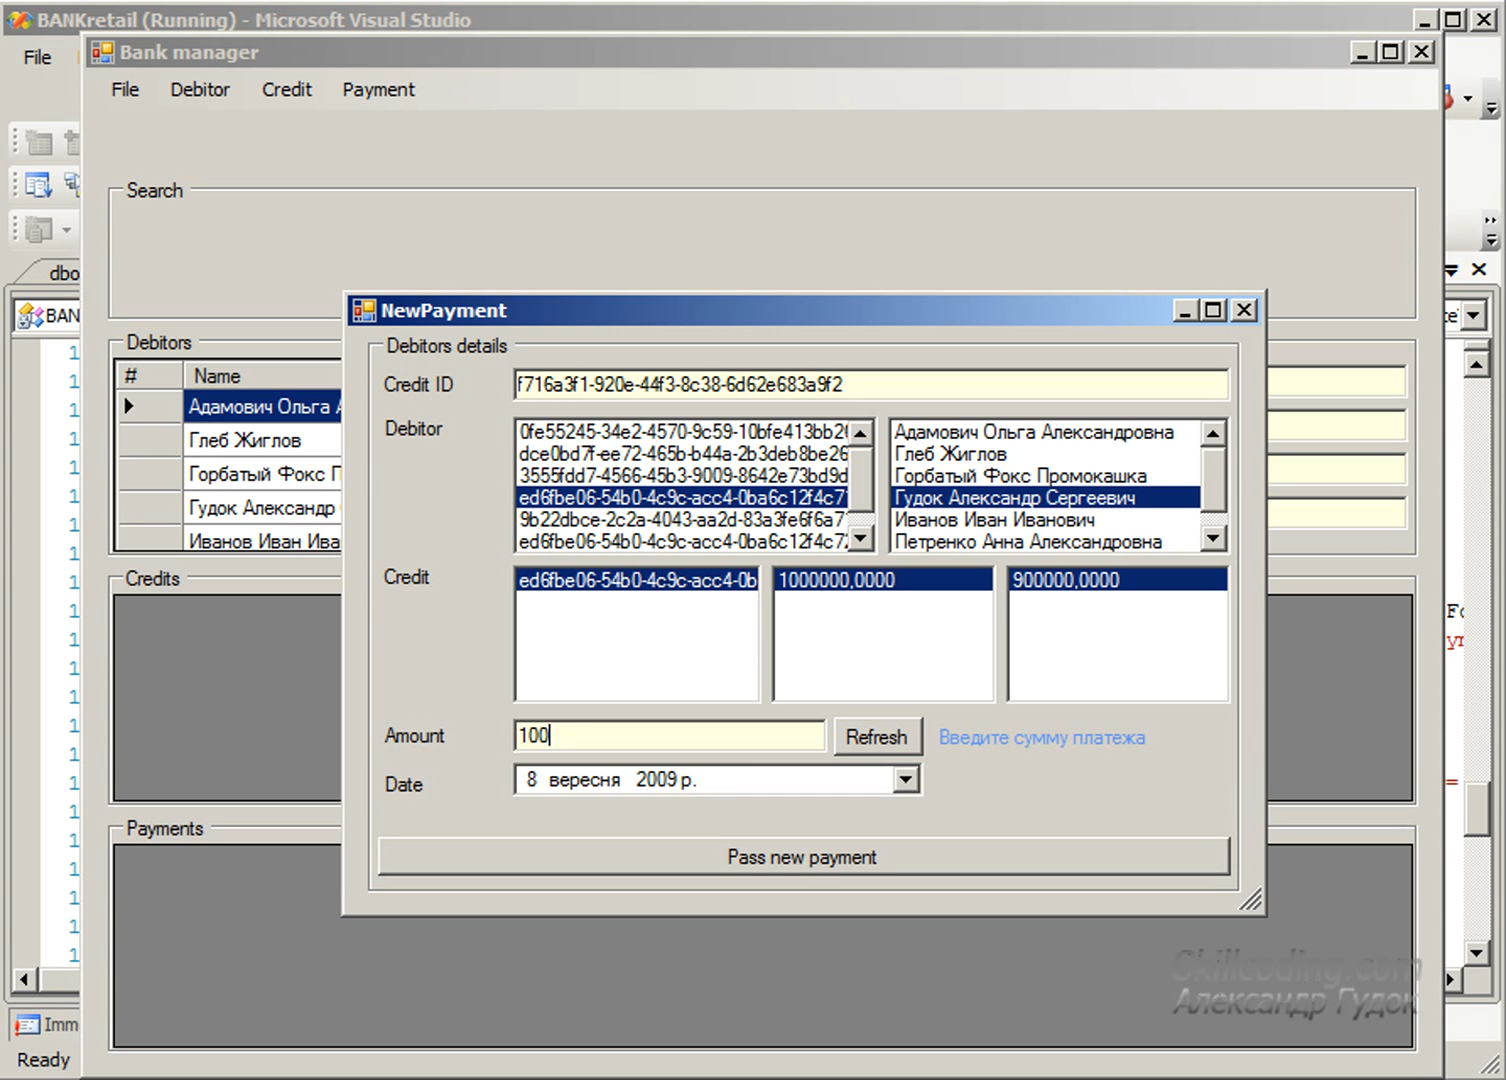 BANKretail (Running) - Microsoft Visual Studio
File
Bank manager
File Debitor Credit Payment
Search
dbo
BAN
Debitors
# Name
Адамович Ольга А
Глеб Жиглов
Горбатый Фокс П
Гудок Александр
Иванов Иван Ива
Credits
Payments
NewPayment
Debitors details
Credit ID f716a3f1-920e-44f3-8c38-6d62e683a9f2
Debitor
0fe55245-34e2-4570-9c59-10bfe413bb2 Адамович Ольга Александровна
dce0bd7f-ee72-465b-b44a-2b3deb8be26 Глеб Жиглов
3555fdd7-4566-45b3-9009-8642e73bd9d Горбатый Фокс Промокашка
ed6fbe06-54b0-4c9c-acc4-0ba6c12f4c7 Гудок Александр Сергеевич
9b22dbce-2c2a-4043-aa2d-83a3fe6f6a7 Иванов Иван Иванович
ed6fbe06-54b0-4c9c-acc4-0ba6c12f4c72 Петренко Анна Александровна
Credit ed6fbe06-54b0-4c9c-acc4-0b 1000000,0000 900000,0000
Amount 100 Refresh Введите сумму платежа
Date 8 вересня 2009 р.
Pass new payment
Skillcoding.com
Александр Гудок
Imm
Ready